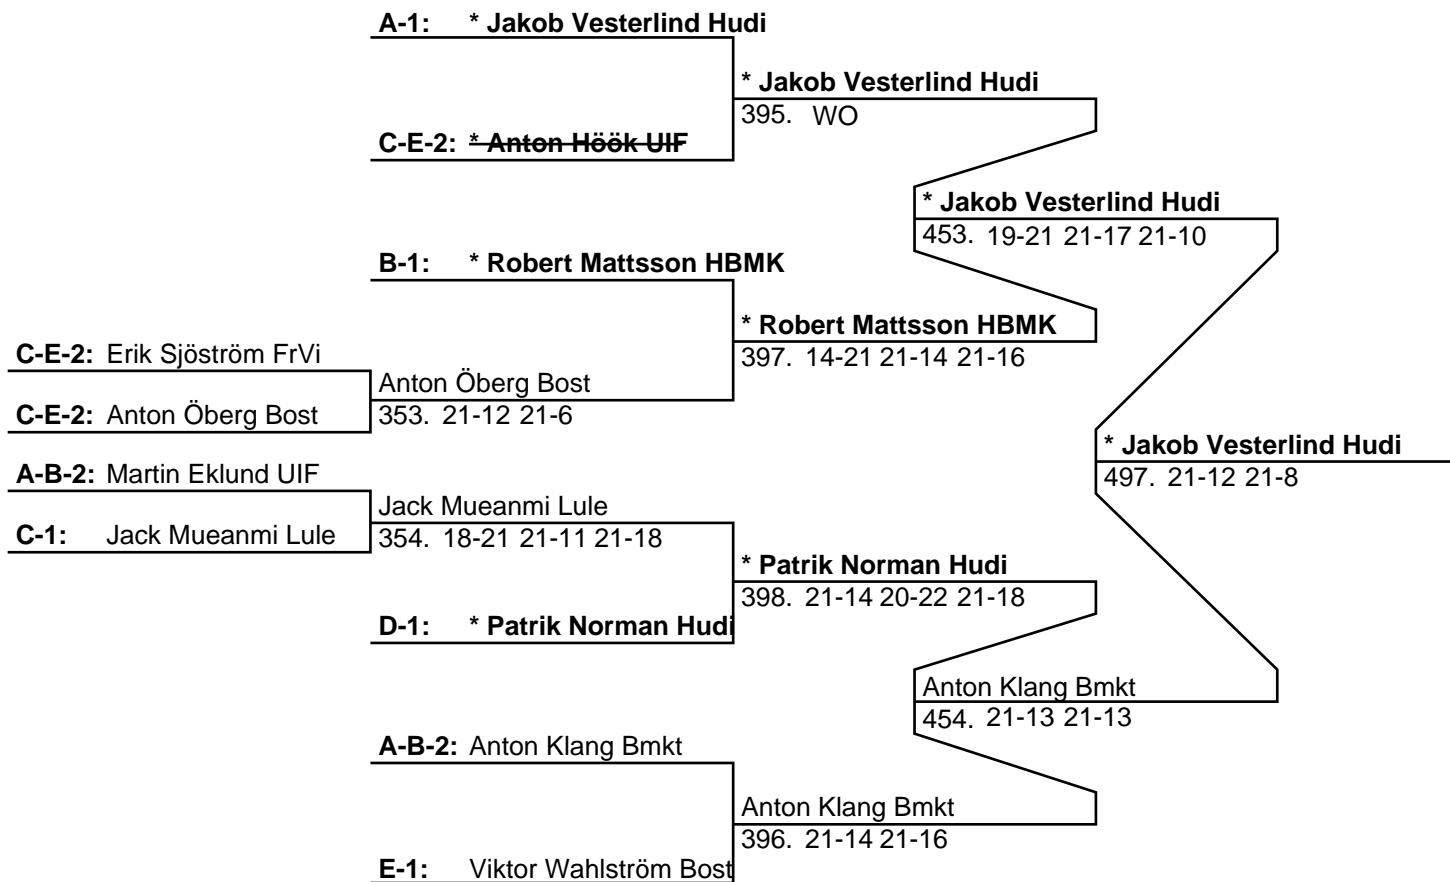 A-1: * Jakob Vesterlind Hudi
* Jakob Vesterlind Hudi
395. WO
C-E-2: * Anton Höök UIF
* Jakob Vesterlind Hudi
453. 19-21 21-17 21-10
B-1: * Robert Mattsson HBMK
* Robert Mattsson HBMK
397. 14-21 21-14 21-16
C-E-2: Erik Sjöström FrVi
Anton Öberg Bost
353. 21-12 21-6
C-E-2: Anton Öberg Bost
* Jakob Vesterlind Hudi
497. 21-12 21-8
A-B-2: Martin Eklund UIF
Jack Mueanmi Lule
354. 18-21 21-11 21-18
C-1: Jack Mueanmi Lule
* Patrik Norman Hudi
398. 21-14 20-22 21-18
D-1: * Patrik Norman Hudi
Anton Klang Bmkt
454. 21-13 21-13
A-B-2: Anton Klang Bmkt
Anton Klang Bmkt
396. 21-14 21-16
E-1: Viktor Wahlström Bost